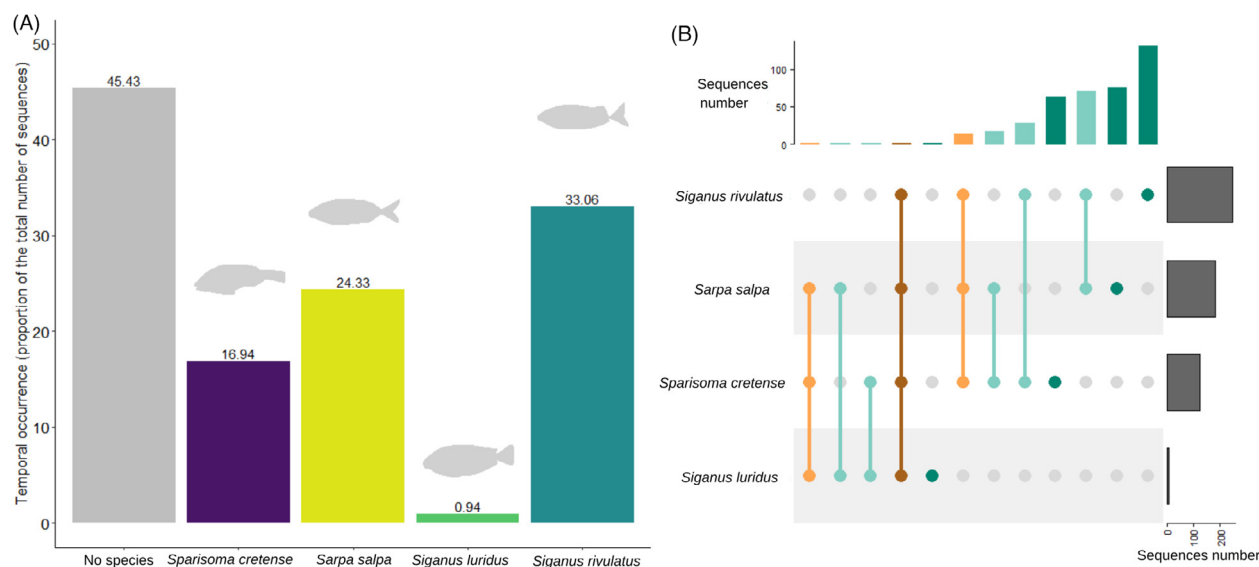 (A)
Temporal occurrence (proportion of the total number of sequences)
50
40
30
20
10
0
45.43
16.94
24.33
0.94
33.06
No species
Sparisoma cretense
Sarpa salpa
Siganus luridus
Siganus rivulatus
(B)
Sequences
number
100
50
0
Siganus rivulatus
Sarpa salpa
Sparisoma cretense
Siganus luridus
0
100
200
Sequences number